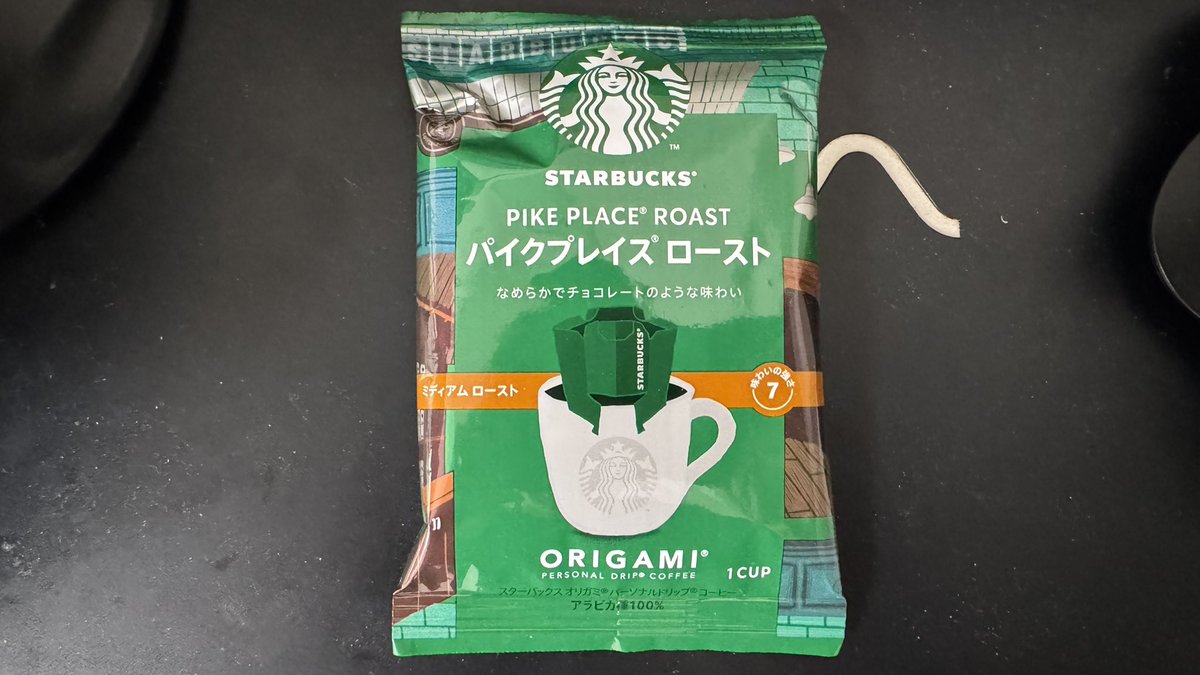 STARBUCKS
TM
STARBUCKS®
PIKE PLACE® ROAST
パイクプレイス® ロースト
なめらかでチョコレートのような味わい
STARBUCKS®
ミディアム ロースト
味わいの強さ
7
ORIGAMI®
PERSONAL DRIP® COFFEE
1 CUP
スターバックス オリガミ® パーソナルドリップ® コーヒー
アラビカ種100%